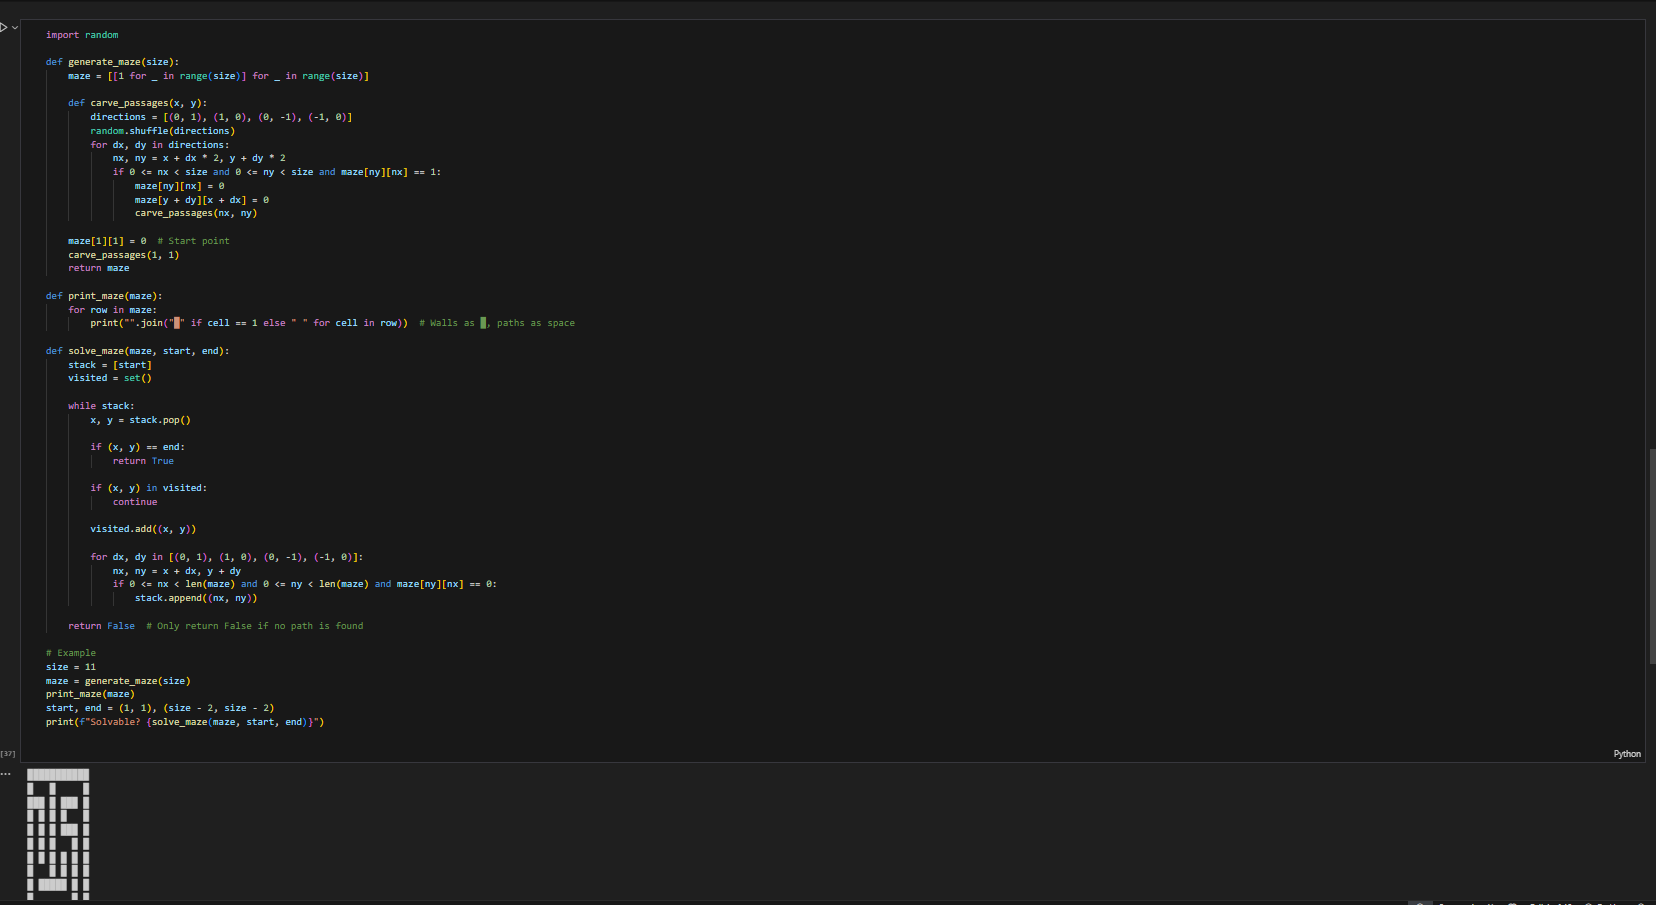 import random
def generate_maze(size):
maze = [[1 for _ in range(size)] for _ in range(size)]
def carve_passages(x, y):
directions = [(0, 1), (1, 0), (0, -1), (-1, 0)]
random.shuffle(directions)
for dx, dy in directions:
nx, ny = x + dx * 2, y + dy * 2
if 0 <= nx < size and 0 <= ny < size and maze[ny][nx] == 1:
maze[ny][nx] = 0
maze[y + dy][x + dx] = 0
carve_passages(nx, ny)
maze[1][1] = 0  # Start point
carve_passages(1, 1)
return maze
def print_maze(maze):
for row in maze:
print("".join("█" if cell == 1 else " " for cell in row))  # Walls as █, paths as space
def solve_maze(maze, start, end):
stack = [start]
visited = set()
while stack:
x, y = stack.pop()
if (x, y) == end:
return True
if (x, y) in visited:
continue
visited.add((x, y))
for dx, dy in [(0, 1), (1, 0), (0, -1), (-1, 0)]:
nx, ny = x + dx, y + dy
if 0 <= nx < len(maze) and 0 <= ny < len(maze) and maze[ny][nx] == 0:
stack.append((nx, ny))
return False  # Only return False if no path is found
# Example
size = 11
maze = generate_maze(size)
print_maze(maze)
start, end = (1, 1), (size - 2, size - 2)
print(f"Solvable? {solve_maze(maze, start, end)}")
[37]
Python